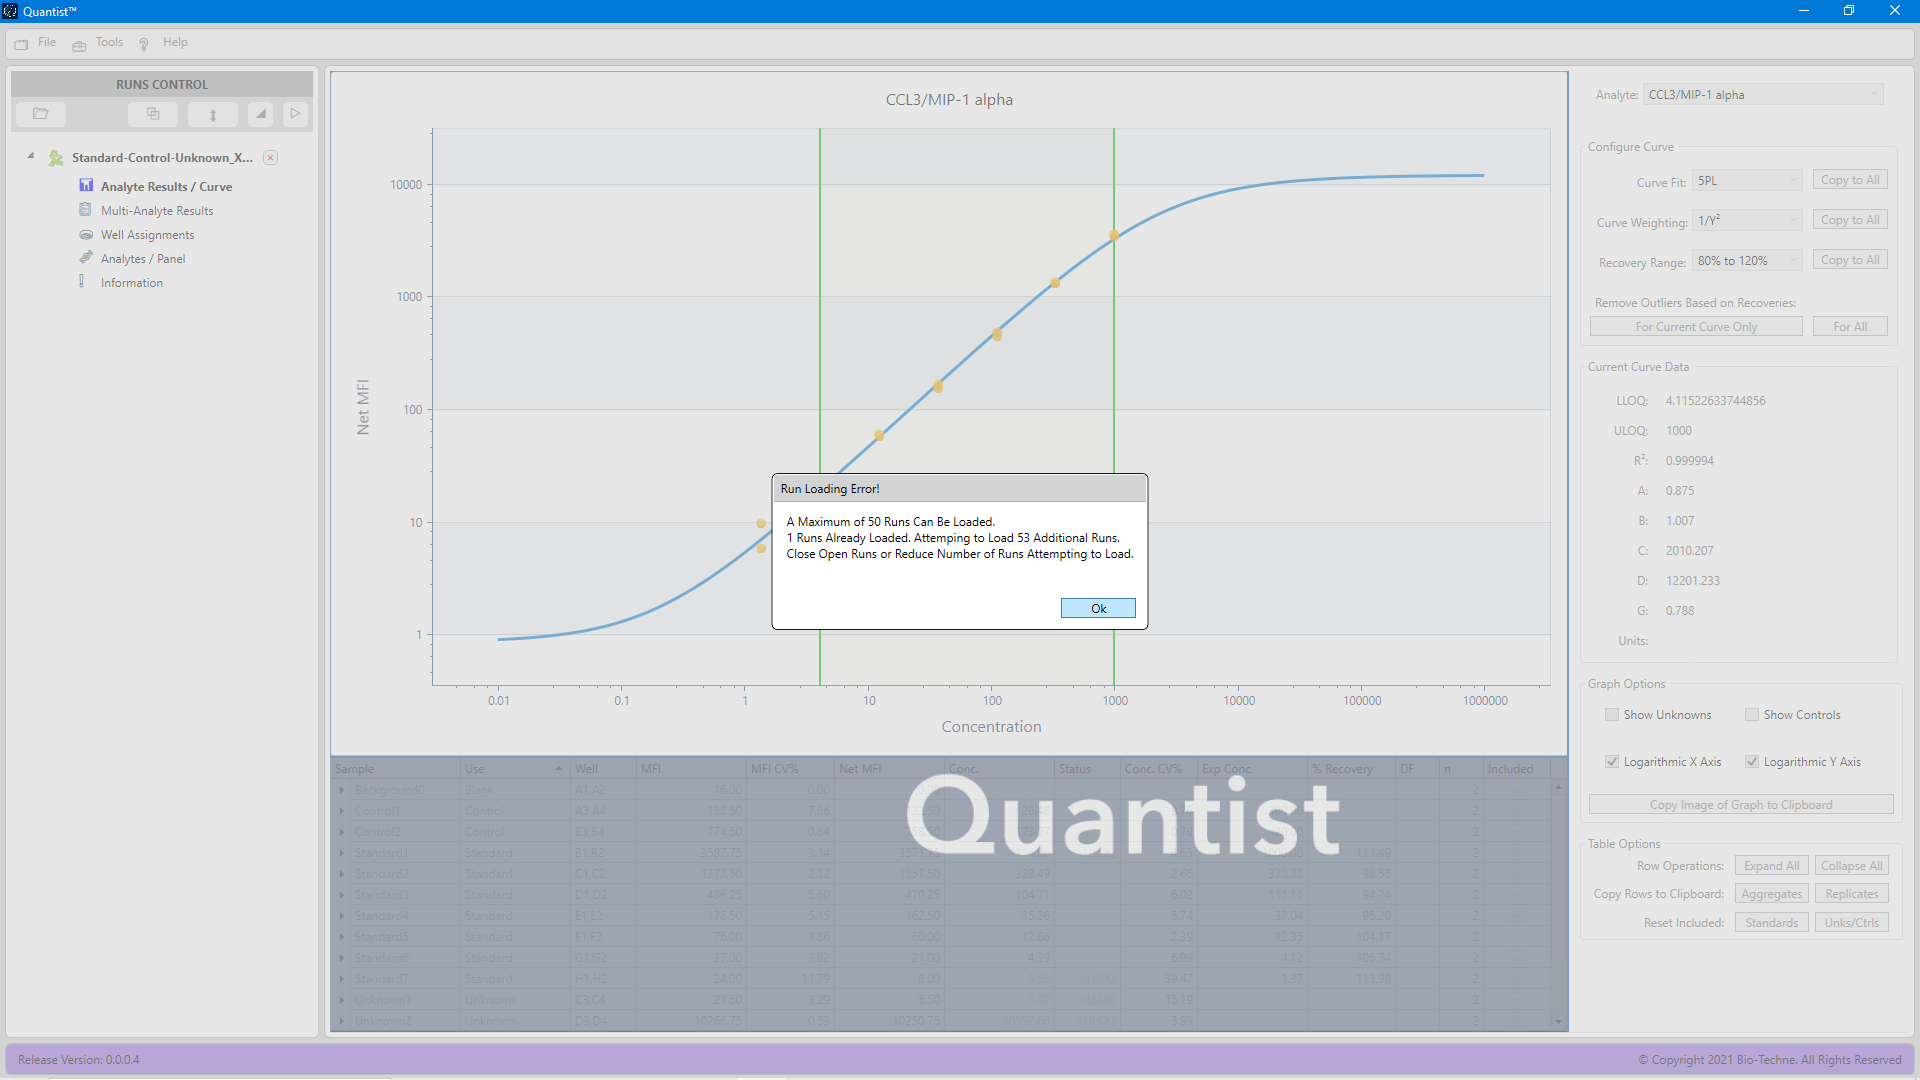 Quantist™
File Tools Help
RUNS CONTROL
Standard-Control-Unknown_X...
Analyte Results / Curve
Multi-Analyte Results
Well Assignments
Analytes / Panel
Information
CCL3/MIP-1 alpha
Net MFI
10000
1000
100
10
1
0.01 0.1 1 10 100 1000 10000 100000 1000000
Concentration
Run Loading Error!
A Maximum of 50 Runs Can Be Loaded.
1 Runs Already Loaded. Attemping to Load 53 Additional Runs.
Close Open Runs or Reduce Number of Runs Attempting to Load.
Ok
Sample Use Well MFI MFI CV% Net MFI Conc. Status Conc. CV% Exp Conc. % Recovery DF n Included
Background0 Blank A1,A2 16.00 0.00 2
Control1 Control A3,A4 138.50 7.66 2
Control2 Control B3,B4 774.50 0.64 2
Standard1 Standard B1,B2 3587.75 3.14 111.49 2
Standard2 Standard C1,C2 1373.50 2.32 1357.50 328.49 2.66 333.33 98.55 2
Standard3 Standard D1,D2 486.25 5.60 470.25 104.71 6.02 111.11 94.24 2
Standard4 Standard E1,E2 178.50 5.15 162.50 35.26 5.74 37.04 95.20 2
Standard5 Standard F1,F2 76.00 1.86 60.00 12.86 2.39 12.35 104.17 2
Standard6 Standard G1,G2 37.00 3.82 21.00 4.39 6.99 4.12 106.74 2
Standard7 Standard H1,H2 24.00 11.79 8.00 1.56 <LLOQ 39.47 1.37 113.98 2
Unknown1 Unknown C3,C4 21.50 3.29 5.50 1.02 <LLOQ 15.19 2
Unknown2 Unknown D3,D4 10266.75 0.53 10250.75 >ULOQ 3.93 2
Quantist
Analyte: CCL3/MIP-1 alpha
Configure Curve
Curve Fit: 5PL Copy to All
Curve Weighting: 1/Y² Copy to All
Recovery Range: 80% to 120% Copy to All
Remove Outliers Based on Recoveries:
For Current Curve Only For All
Current Curve Data
LLOQ: 4.11522633744856
ULOQ: 1000
R²: 0.999994
A: 0.875
B: 1.007
C: 2010.207
D: 12201.233
G: 0.788
Units:
Graph Options
Show Unknowns Show Controls
Logarithmic X Axis Logarithmic Y Axis
Copy Image of Graph to Clipboard
Table Options
Row Operations: Expand All Collapse All
Copy Rows to Clipboard: Aggregates Replicates
Reset Included: Standards Unks/Ctrls
Release Version: 0.0.0.4
© Copyright 2021 Bio-Techne. All Rights Reserved